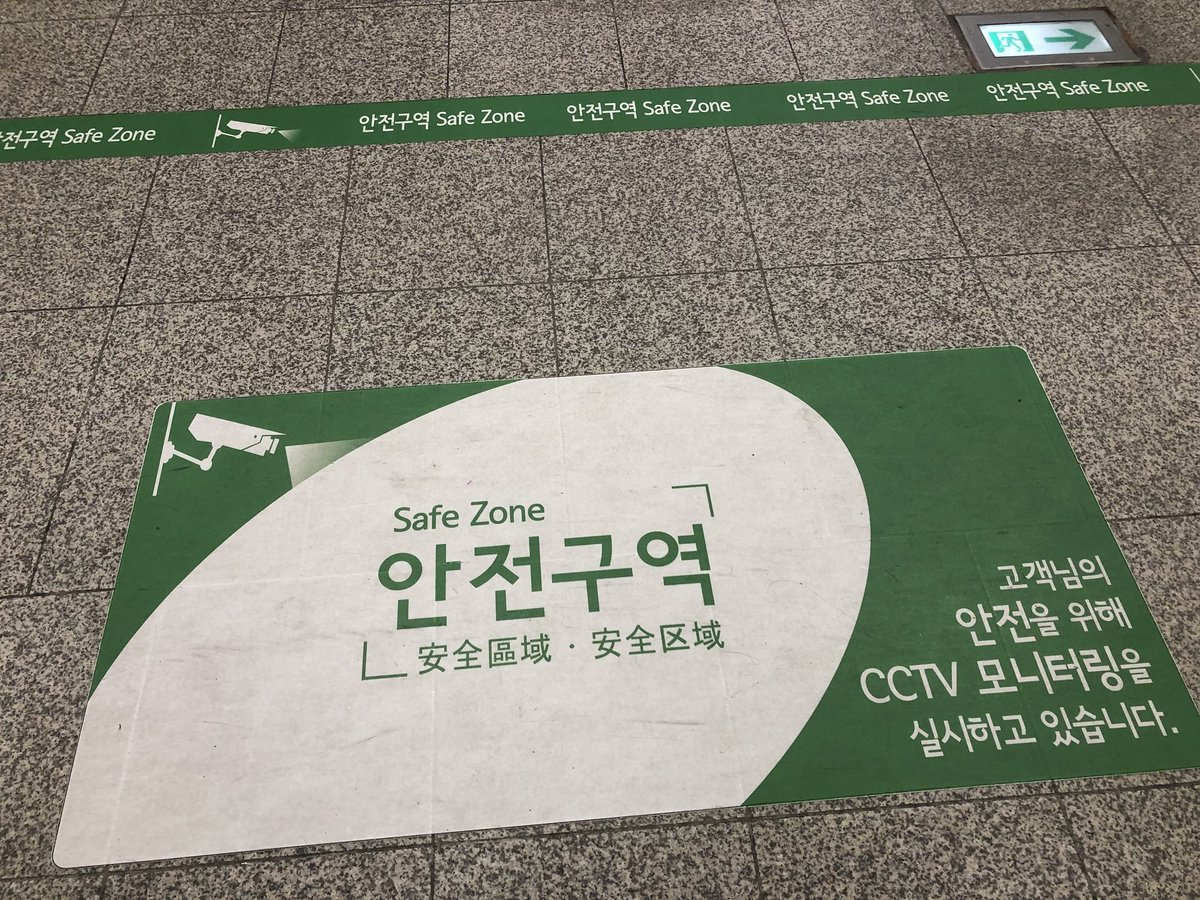 안전구역 Safe Zone 안전구역 Safe Zone 안전구역 Safe Zone 안전구역 Safe Zone 안전구역 Safe Zone
Safe Zone
안전구역
安全區域 · 安全区域
고객님의
안전을 위해
CCTV 모니터링을
실시하고 있습니다.